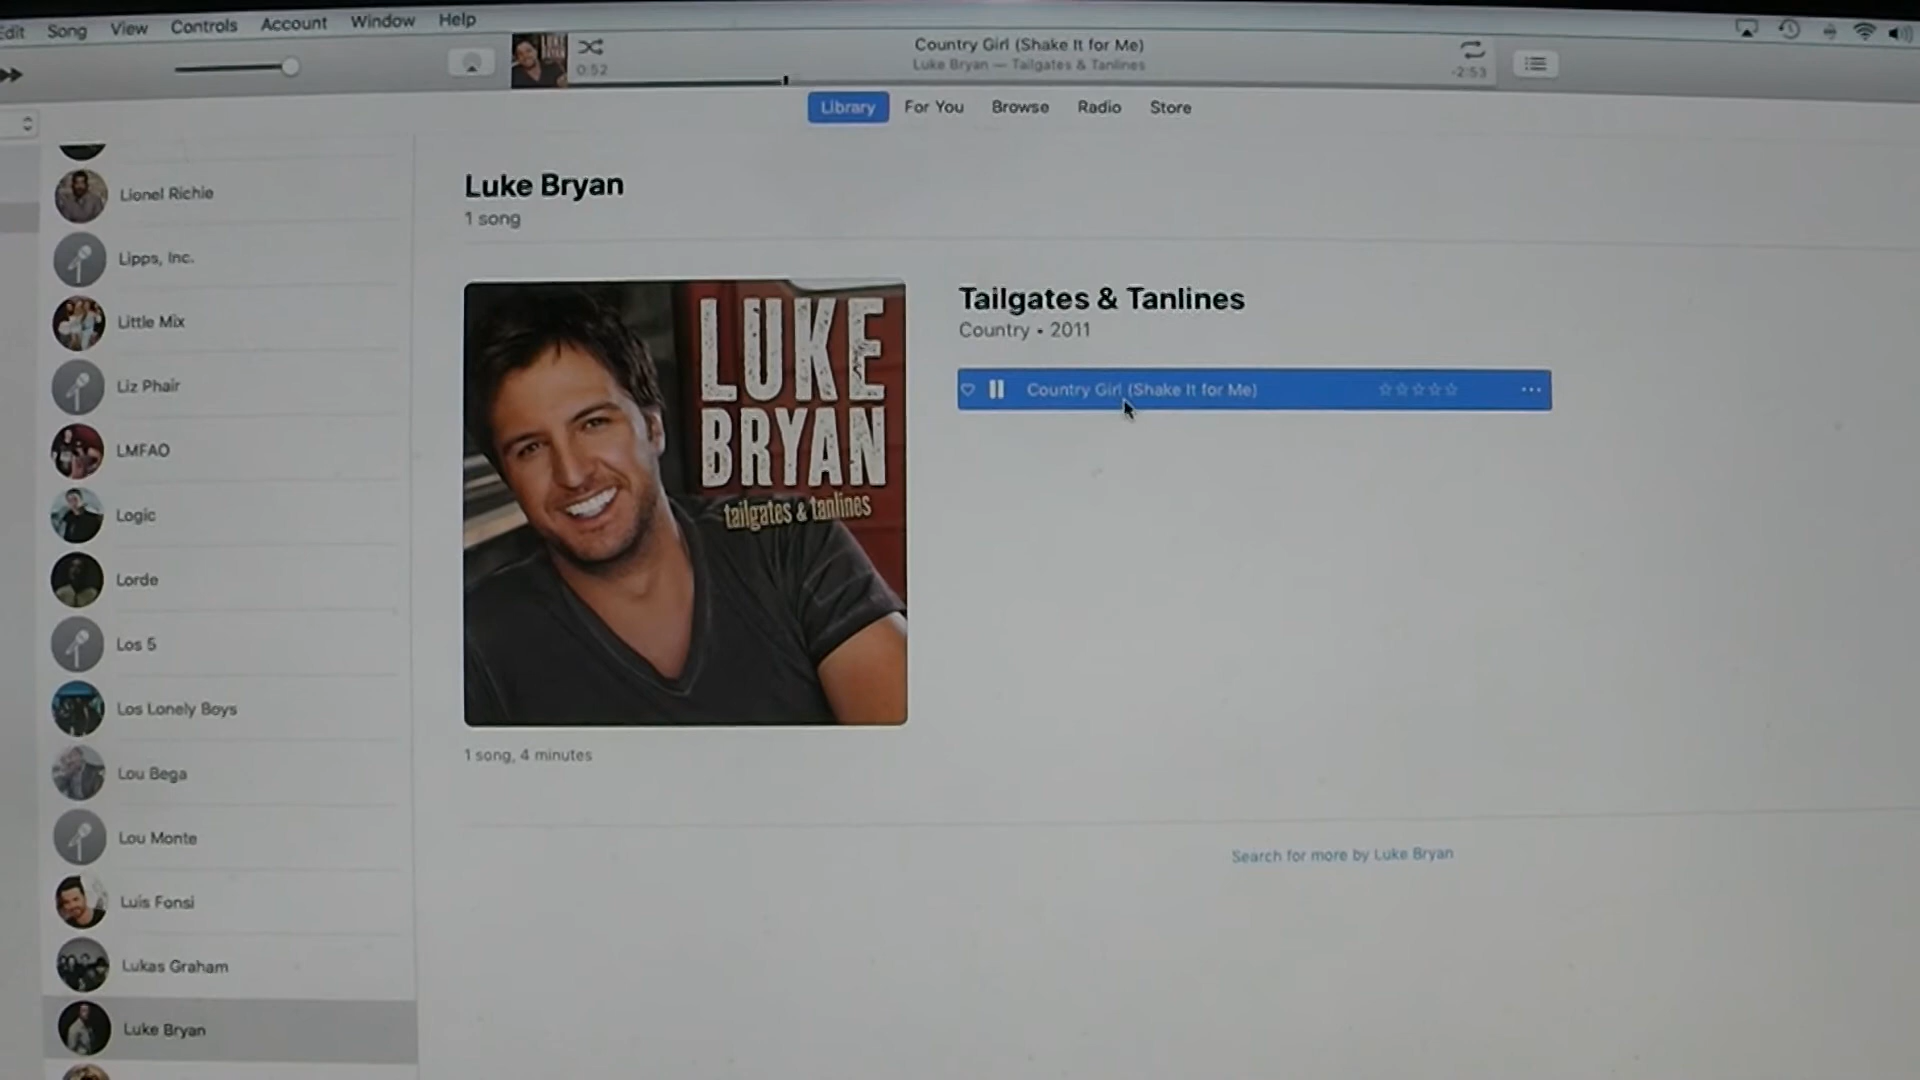 Edit Song View Controls Account Window Help
Country Girl (Shake It for Me)
0:52
Luke Bryan — Tailgates & Tanlines
-2:53
Library For You Browse Radio Store
Lionel Richie
Lipps, Inc.
Little Mix
Liz Phair
LMFAO
Logic
Lorde
Los 5
Los Lonely Boys
Lou Bega
Lou Monte
Luis Fonsi
Lukas Graham
Luke Bryan
Luke Bryan
1 song
LUKE
BRYAN
tailgates & tanlines
1 song, 4 minutes
Tailgates & Tanlines
Country • 2011
Country Girl (Shake It for Me)
Search for more by Luke Bryan